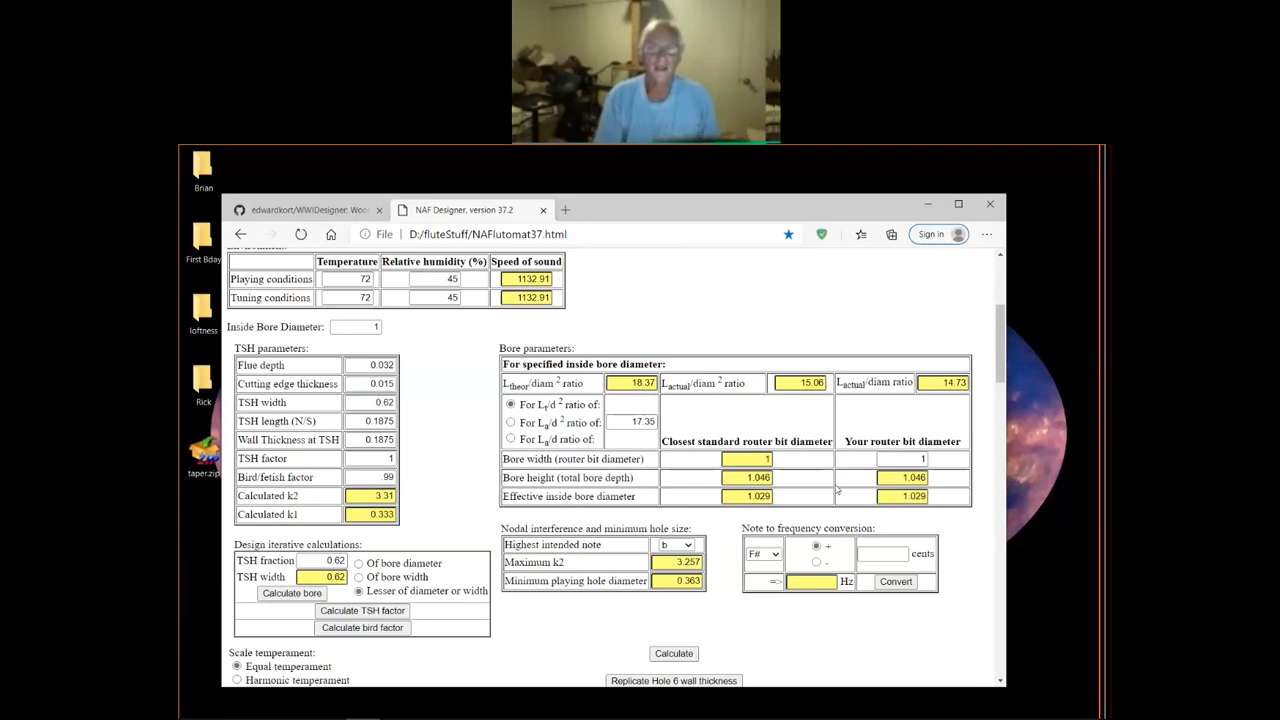 Brian
First Bday
loftness
Rick
taper.zip
edwardkort/WWIDesigner: Woo
NAF Designer, version 37.2
File
D:/fluteStuff/NAFlutomat37.html
Sign in
Temperature Relative humidity (%) Speed of sound
Playing conditions 72 45 1132.91
Tuning conditions 72 45 1132.91
Inside Bore Diameter: 1
TSH parameters:
Flue depth 0.032
Cutting edge thickness 0.015
TSH width 0.62
TSH length (N/S) 0.1875
Wall Thickness at TSH 0.1875
TSH factor 1
Bird/fetish factor .99
Calculated k2 3.31
Calculated k1 0.333
Bore parameters:
For specified inside bore diameter:
Ltheor/diam 2 ratio 18.37 Lactual/diam 2 ratio 15.06 Lactual/diam ratio 14.73
For Lt/d 2 ratio of:
For La/d 2 ratio of: 17.35
For La/d ratio of:
Closest standard router bit diameter Your router bit diameter
Bore width (router bit diameter) 1 1
Bore height (total bore depth) 1.046 1.046
Effective inside bore diameter 1.029 1.029
Design iterative calculations:
TSH fraction 0.62 Of bore diameter
TSH width 0.62 Of bore width
Calculate bore Lesser of diameter or width
Calculate TSH factor
Calculate bird factor
Nodal interference and minimum hole size:
Highest intended note b
Maximum k2 3.257
Minimum playing hole diameter 0.363
Note to frequency conversion:
F# + - cents
=> Hz Convert
Scale temperament:
Equal temperament
Harmonic temperament
Calculate
Replicate Hole 6 wall thickness